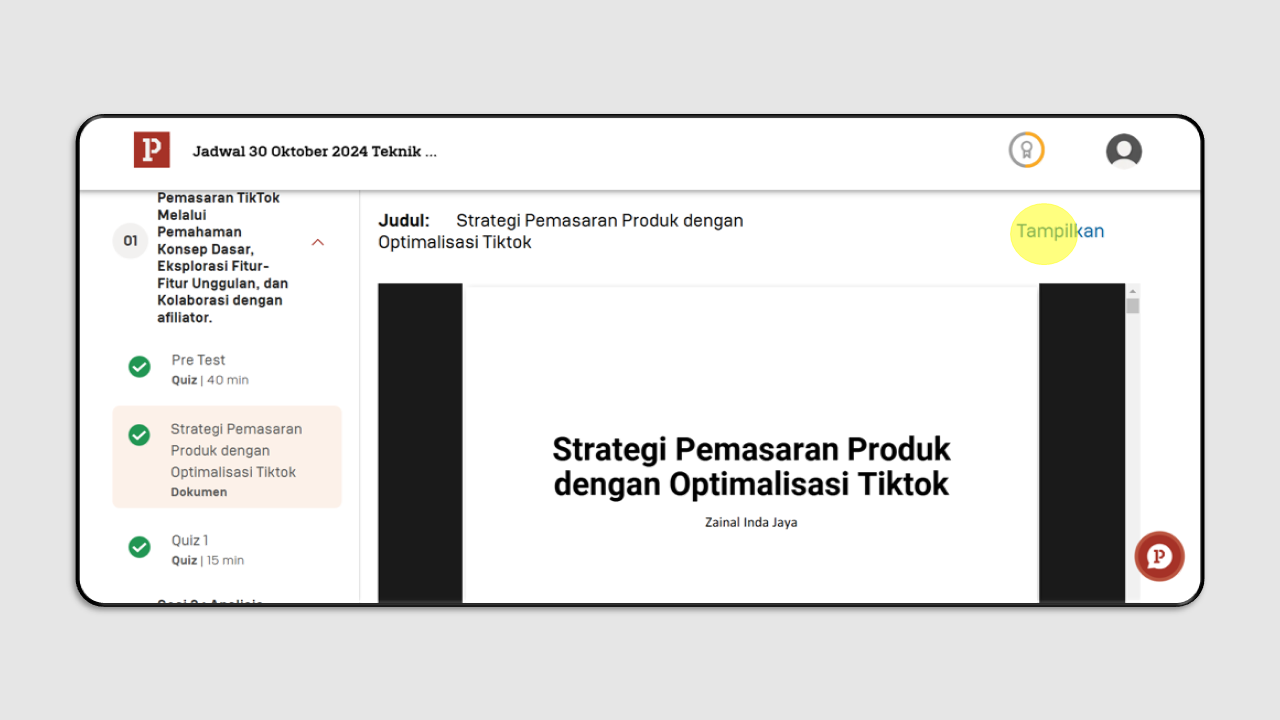 P
Jadwal 30 Oktober 2024 Teknik ...
Pemasaran TikTok
Melalui
Pemahaman
Konsep Dasar,
Eksplorasi Fitur-
Fitur Unggulan, dan
Kolaborasi dengan
afiliator.
01
Pre Test
Quiz | 40 min
Strategi Pemasaran
Produk dengan
Optimalisasi Tiktok
Dokumen
Quiz 1
Quiz | 15 min
Judul: Strategi Pemasaran Produk dengan
Optimalisasi Tiktok
Tampilkan
Strategi Pemasaran Produk
dengan Optimalisasi Tiktok
Zainal Inda Jaya
P